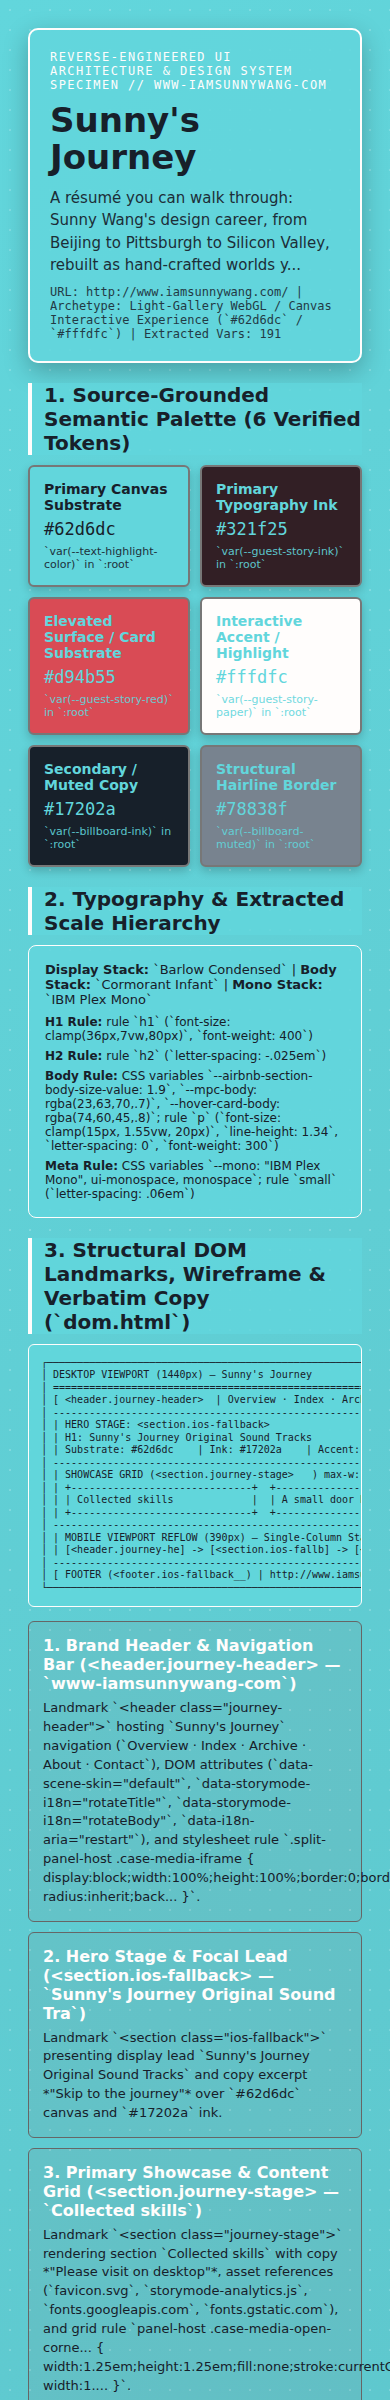 REVERSE-ENGINEERED UI
ARCHITECTURE & DESIGN SYSTEM
SPECIMEN // WWW-IAMSUNNYWANG-COM
Sunny's
Journey
A résumé you can walk through:
Sunny Wang's design career, from
Beijing to Pittsburgh to Silicon Valley,
rebuilt as hand-crafted worlds y...
URL: http://www.iamsunnywang.com/ |
Archetype: Light-Gallery WebGL / Canvas
Interactive Experience (`#62d6dc` /
`#fffdfc`) | Extracted Vars: 191
1. Source-Grounded
Semantic Palette (6 Verified
Tokens)
Primary Canvas
Substrate
#62d6dc
`var(--text-highlight-
color)` in `:root`
Primary
Typography Ink
#321f25
`var(--guest-story-ink)`
in `:root`
Elevated
Surface / Card
Substrate
#d94b55
`var(--guest-story-red)`
in `:root`
Interactive
Accent /
Highlight
#fffdfc
`var(--guest-story-
paper)` in `:root`
Secondary /
Muted Copy
#17202a
`var(--billboard-ink)` in
`:root`
Structural
Hairline Border
#78838f
`var(--billboard-
muted)` in `:root`
2. Typography & Extracted
Scale Hierarchy
Display Stack: `Barlow Condensed` | Body
Stack: `Cormorant Infant` | Mono Stack:
`IBM Plex Mono`
H1 Rule: rule `h1` (`font-size:
clamp(36px,7vw,80px)`, `font-weight: 400`)
H2 Rule: rule `h2` (`letter-spacing: -.025em`)
Body Rule: CSS variables `--airbnb-section-
body-size-value: 1.9`, `--mpc-body:
rgba(23,63,70,.7)`, `--hover-card-body:
rgba(74,60,45,.8)`; rule `p` (`font-size:
clamp(15px, 1.55vw, 20px)`, `line-height: 1.34`,
`letter-spacing: 0`, `font-weight: 300`)
Meta Rule: CSS variables `--mono: "IBM Plex
Mono", ui-monospace, monospace`; rule `small`
(`letter-spacing: .06em`)
3. Structural DOM
Landmarks, Wireframe &
Verbatim Copy
(`dom.html`)
DESKTOP VIEWPORT (1440px) — Sunny's Journey
[ <header.journey-header> | Overview · Index · Arc
| HERO STAGE: <section.ios-fallback>
| H1: Sunny's Journey Original Sound Tracks
| Substrate: #62d6dc | Ink: #17202a | Accent:
| SHOWCASE GRID (<section.journey-stage> ) max-w:
| | Collected skills | | A small door
| MOBILE VIEWPORT REFLOW (390px) — Single-Column St
| [<header.journey-he] -> [<section.ios-fallb] -> [
[ FOOTER (<footer.ios-fallback__) | http://www.iams
1. Brand Header & Navigation
Bar (<header.journey-header> —
`www-iamsunnywang-com`)
Landmark `<header class="journey-
header">` hosting `Sunny's Journey`
navigation (`Overview · Index · Archive ·
About · Contact`), DOM attributes (`data-
scene-skin="default"`, `data-storymode-
i18n="rotateTitle"`, `data-storymode-
i18n="rotateBody"`, `data-i18n-
aria="restart"`), and stylesheet rule `.split-
panel-host .case-media-iframe {
display:block;width:100%;height:100%;border:0;bord
radius:inherit;back... }`.
2. Hero Stage & Focal Lead
(<section.ios-fallback> —
`Sunny's Journey Original Sound
Tra`)
Landmark `<section class="ios-fallback">`
presenting display lead `Sunny's Journey
Original Sound Tracks` and copy excerpt
*"Skip to the journey"* over `#62d6dc`
canvas and `#17202a` ink.
3. Primary Showcase & Content
Grid (<section.journey-stage> —
`Collected skills`)
Landmark `<section class="journey-stage">`
rendering section `Collected skills` with copy
*"Please visit on desktop"*, asset references
(`favicon.svg`, `storymode-analytics.js`,
`fonts.googleapis.com`, `fonts.gstatic.com`),
and grid rule `panel-host .case-media-open-
corne... {
width:1.25em;height:1.25em;fill:none;stroke:currentC
width:1.... }`.